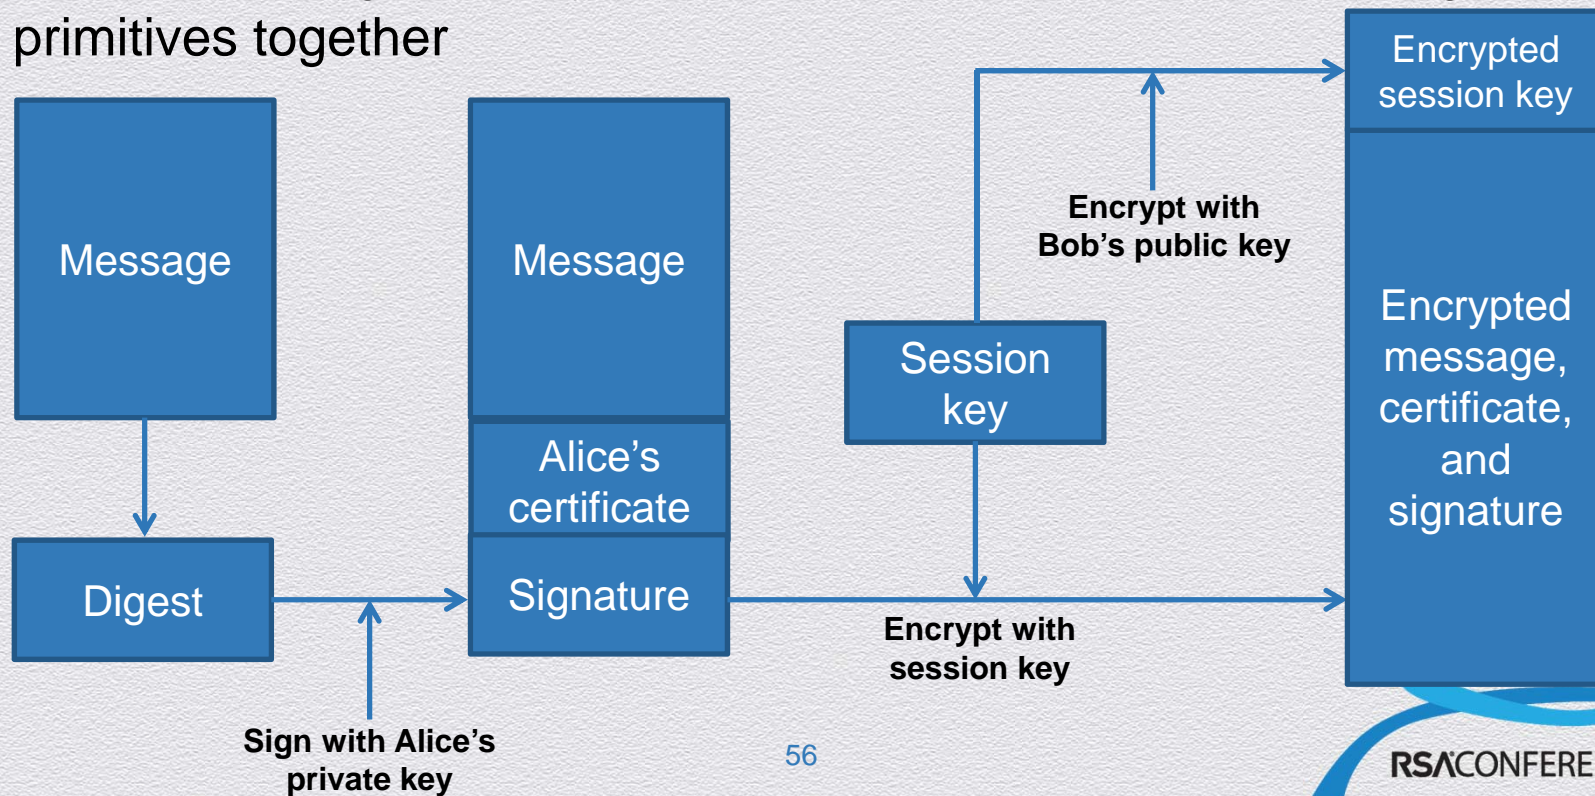 primitives together
Message
Digest
Sign with Alice’s
private key
Message
Alice’s
certificate
Signature
Session
key
Encrypt with
Bob’s public key
Encrypt with
session key
Encrypted
session key
Encrypted
message,
certificate,
and
signature
56
RSACONFERE